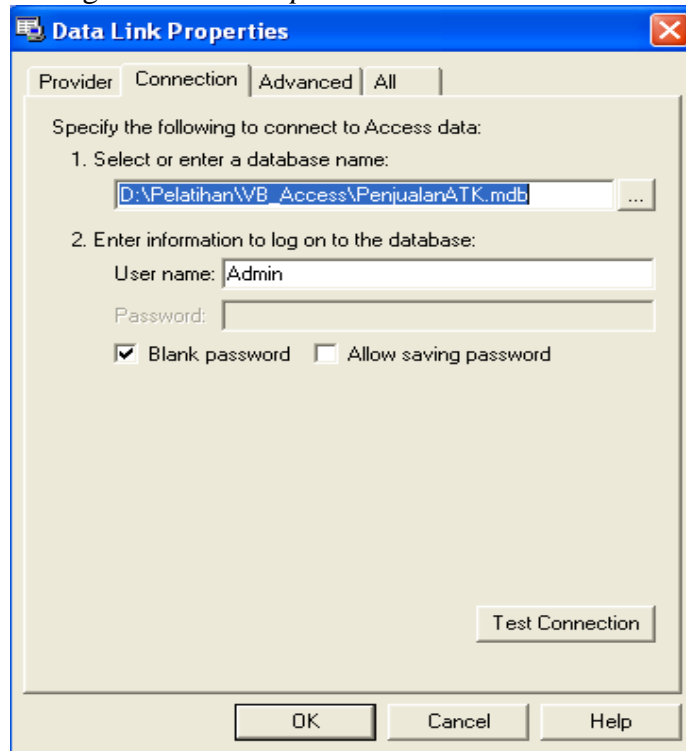 Data Link Properties
Provider Connection Advanced All
Specify the following to connect to Access data:
1. Select or enter a database name:
D:\Pelatihan\VB_Access\PenjualanATK.mdb ...
2. Enter information to log on to the database:
User name: Admin
Password:
Blank password Allow saving password
Test Connection
OK Cancel Help